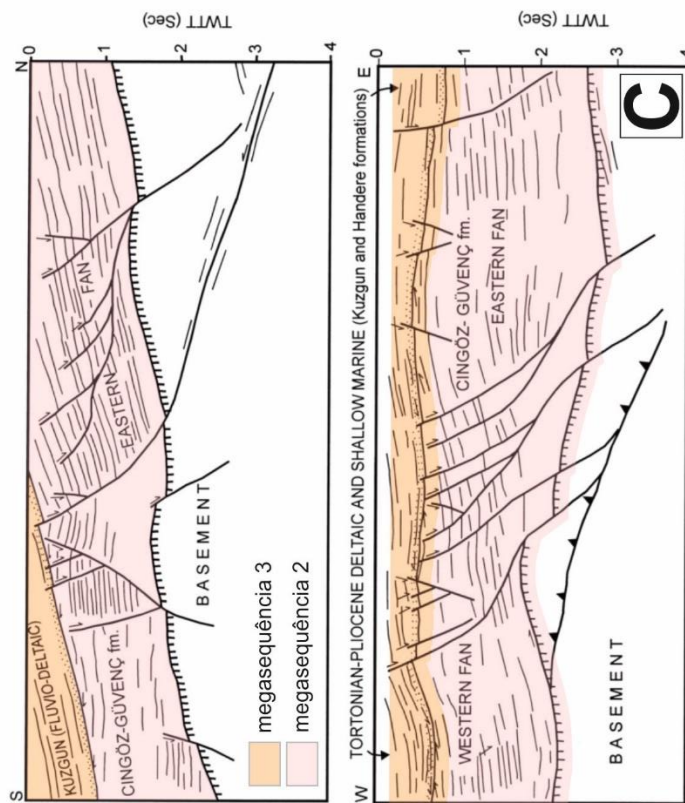 S
N
TWTT (Sec)
0
1
2
3
4
KUZGUN (FLUVIO-DELTAIC)
CINGÖZ-GÜVENÇ fm.
EASTERN
FAN
BASEMENT
megasequência 3
megasequência 2
TORTONIAN-PLIOCENE DELTAIC AND SHALLOW MARINE (Kuzgun and Handere formations)
W
E
TWTT (Sec)
0
1
2
3
WESTERN FAN
CINGÖZ- GÜVENÇ fm.
EASTERN FAN
BASEMENT
C